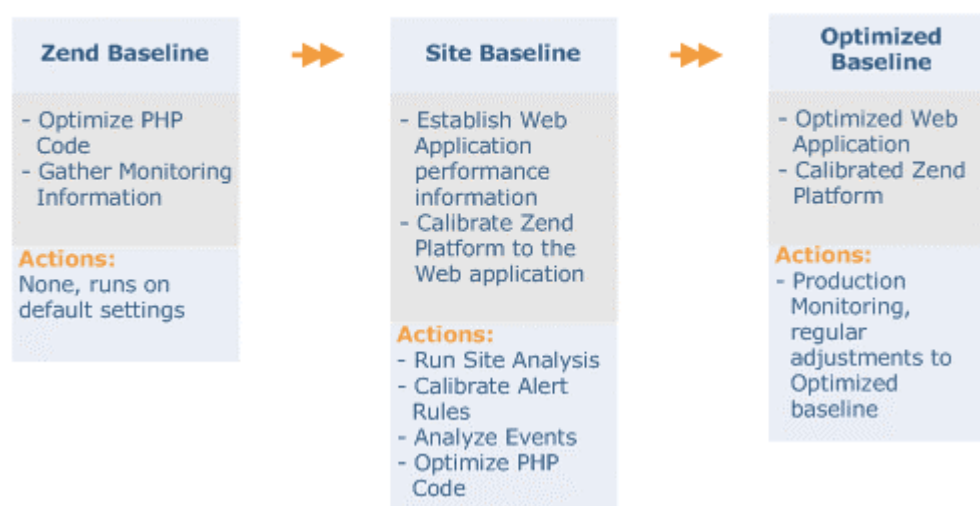 Zend Baseline
- Optimize PHP
Code
- Gather Monitoring
Information
Actions:
None, runs on
default settings
Site Baseline
- Establish Web
Application
performance
information
- Calibrate Zend
Platform to the
Web application
Actions:
- Run Site Analysis
- Calibrate Alert
Rules
- Analyze Events
- Optimize PHP
Code
Optimized
Baseline
- Optimized Web
Application
- Calibrated Zend
Platform
Actions:
- Production
Monitoring,
regular
adjustments to
Optimized
baseline